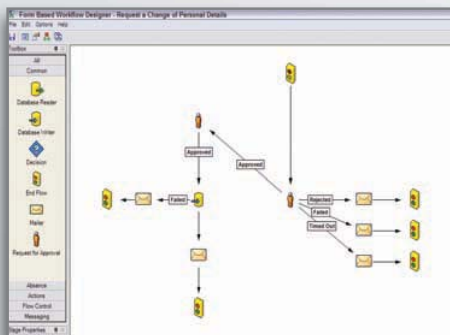 Form Based Workflow Designer - Request a Change of Personal Details
File Edit Options Help
Toolbox
All
Common
Database Reader
Database Writer
Decision
End Flow
Mailer
Request for Approval
Absence
Actions
Flow Control
Messaging
Stage Properties
Approved
Approved
Failed
Rejected
Failed
Timed Out